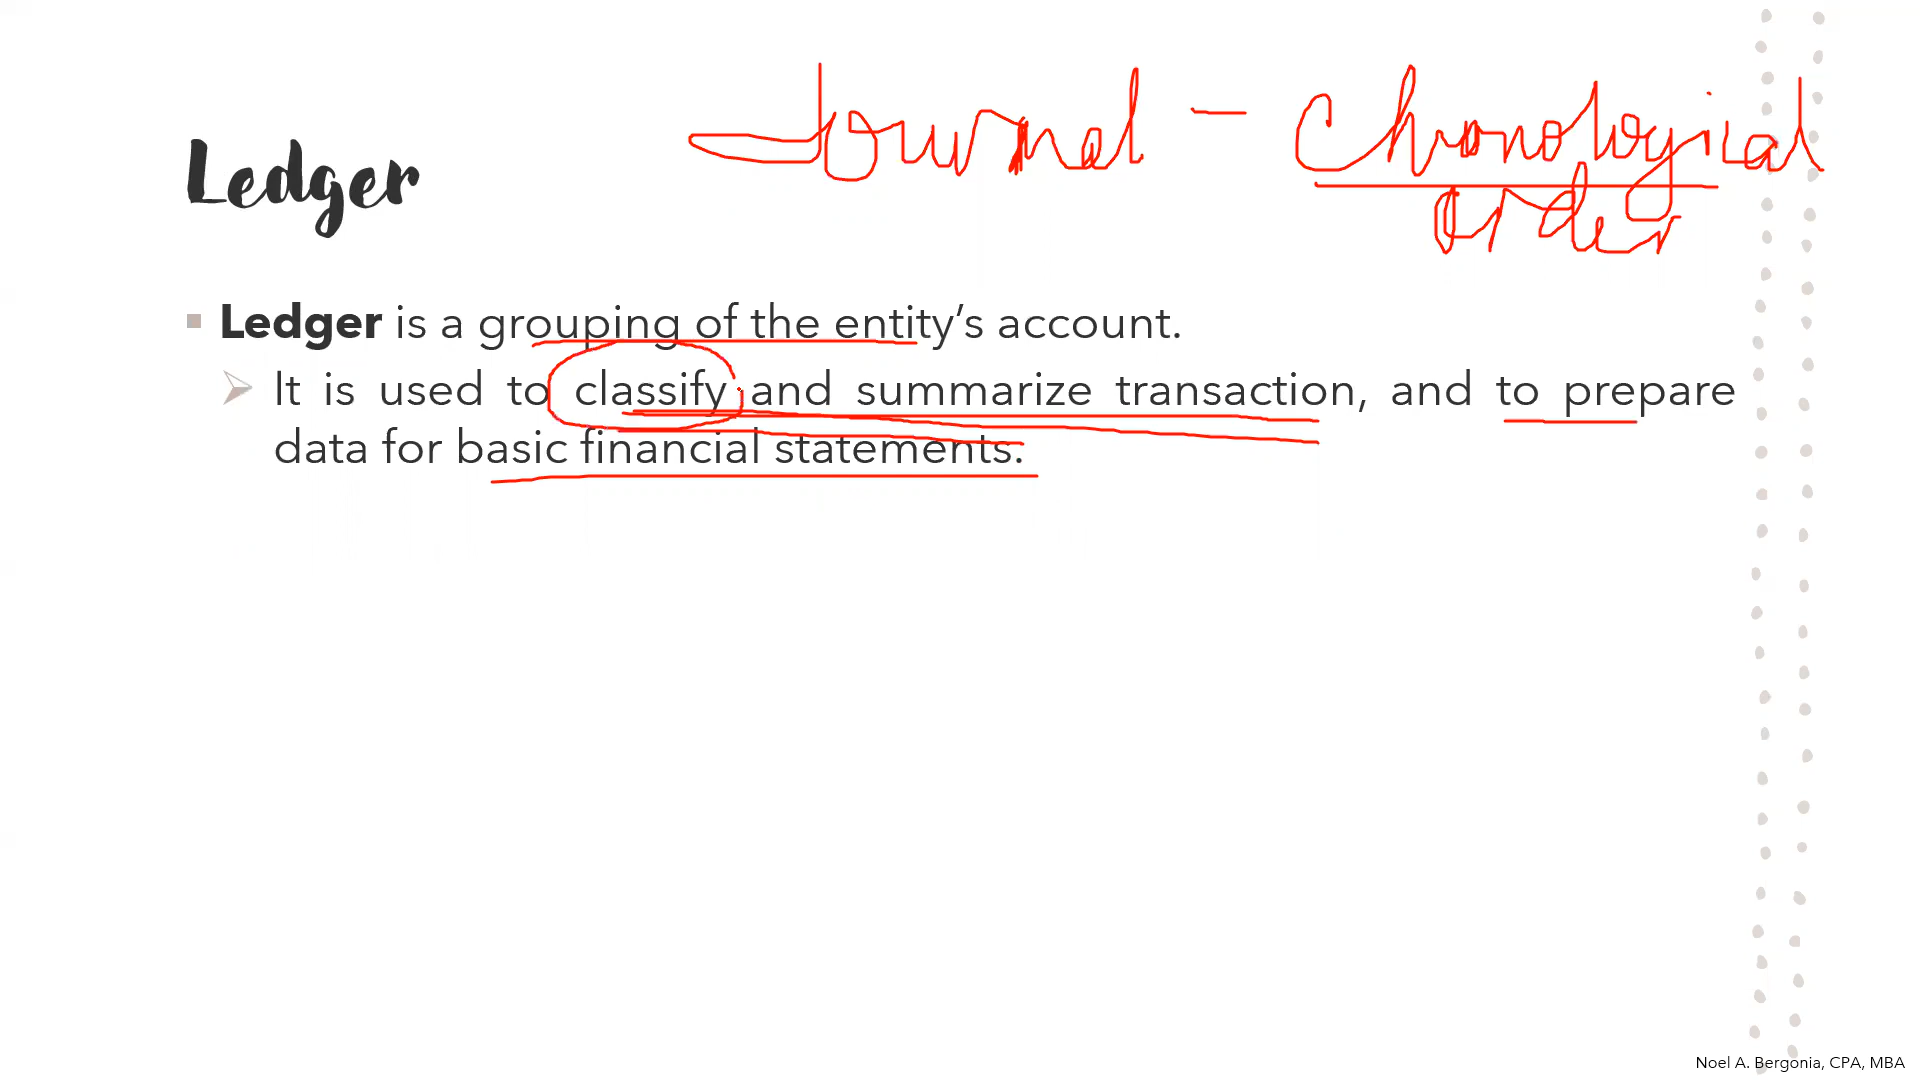 Journal - Chronological
order
Ledger
▪ Ledger is a grouping of the entity’s account.
➢ It is used to classify and summarize transaction, and to prepare
data for basic financial statements.
Noel A. Bergonia, CPA, MBA